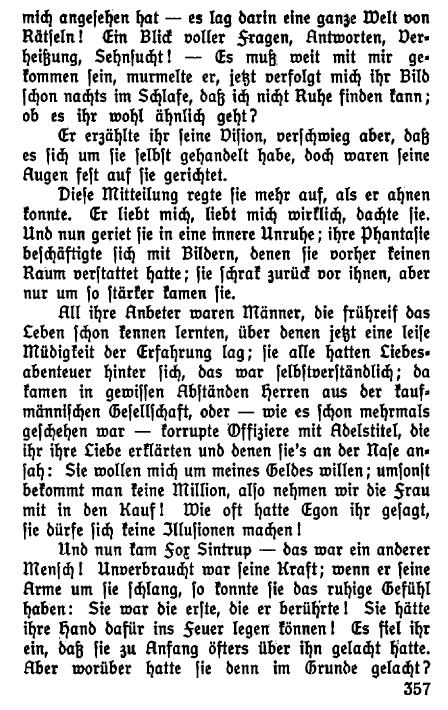 mich angesehen hat — es lag darin eine ganze Welt von
Rätseln! Ein Blick voller Fragen, Antworten, Ver-
heißung, Sehnsucht! — Es muß weit mit mir ge-
kommen sein, murmelte er, jetzt verfolgt mich ihr Bild
schon nachts im Schlafe, daß ich nicht Ruhe finden kann;
ob es ihr wohl ähnlich geht?
Er erzählte ihr seine Vision, verschwieg aber, daß
es sich um sie selbst gehandelt habe, doch waren seine
Augen fest auf sie gerichtet.
Diese Mitteilung regte sie mehr auf, als er ahnen
konnte. Er liebt mich, liebt mich wirklich, dachte sie.
Und nun geriet sie in eine innere Unruhe; ihre Phantasie
beschäftigte sich mit Bildern, denen sie vorher keinen
Raum verstattet hatte; sie schrak zurück vor ihnen, aber
nur um so stärker kamen sie.
All ihre Anbeter waren Männer, die frühreif das
Leben schon kennen lernten, über denen jetzt eine leise
Müdigkeit der Erfahrung lag; sie alle hatten Liebes-
abenteuer hinter sich, das war selbstverständlich; da
kamen in gewissen Abständen Herren aus der kauf-
männischen Gesellschaft, oder — wie es schon mehrmals
geschehen war — korrupte Offiziere mit Adelstitel, die
ihr ihre Liebe erklärten und denen sie's an der Nase an-
sah: Sie wollen mich um meines Geldes willen; umsonst
bekommt man keine Million, also nehmen wir die Frau
mit in den Kauf! Wie oft hatte Egon ihr gesagt,
sie dürfe sich keine Illusionen machen!
Und nun kam Fox Sintrup — das war ein anderer
Mensch! Unverbraucht war seine Kraft; wenn er seine
Arme um sie schlang, so konnte sie das ruhige Gefühl
haben: Sie war die erste, die er berührte! Sie hätte
ihre Hand dafür ins Feuer legen können! Es fiel ihr
ein, daß sie zu Anfang öfters über ihn gelacht hatte.
Aber worüber hatte sie denn im Grunde gelacht?
357